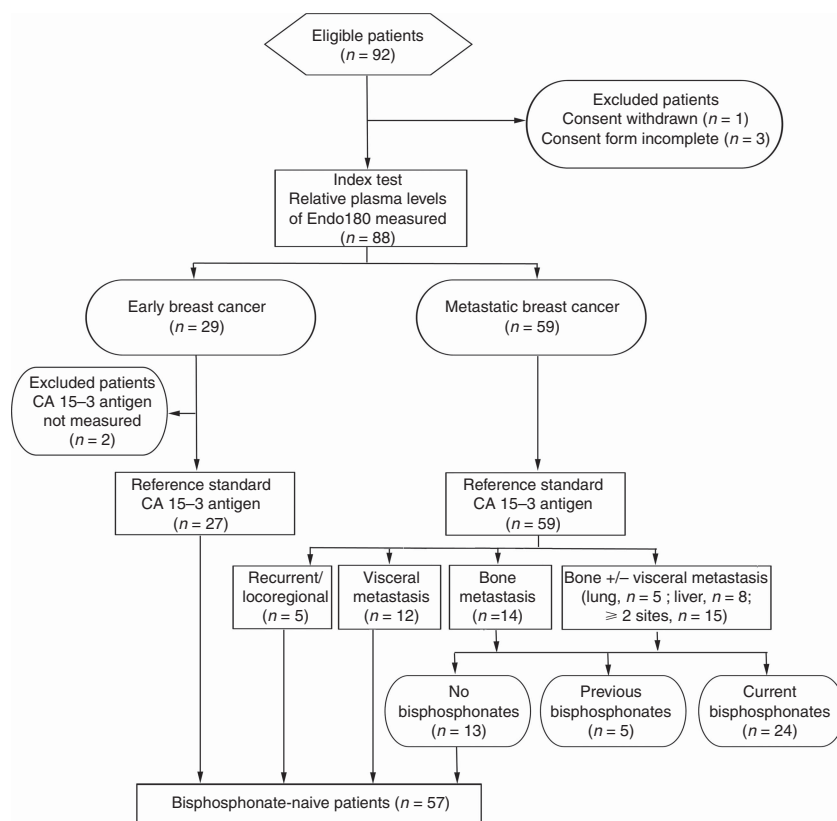 Eligible patients
(n = 92)
Excluded patients
Consent withdrawn (n = 1)
Consent form incomplete (n = 3)
Index test
Relative plasma levels
of Endo180 measured
(n = 88)
Early breast cancer
(n = 29)
Metastatic breast cancer
(n = 59)
Excluded patients
CA 15–3 antigen
not measured
(n = 2)
Reference standard
CA 15–3 antigen
(n = 27)
Reference standard
CA 15–3 antigen
(n = 59)
Recurrent/
locoregional
(n = 5)
Visceral
metastasis
(n = 12)
Bone
metastasis
(n =14)
Bone +/− visceral metastasis
(lung, n = 5 ; liver, n = 8;
⩾ 2 sites, n = 15)
No
bisphosphonates
(n = 13)
Previous
bisphosphonates
(n = 5)
Current
bisphosphonates
(n = 24)
Bisphosphonate-naive patients (n = 57)